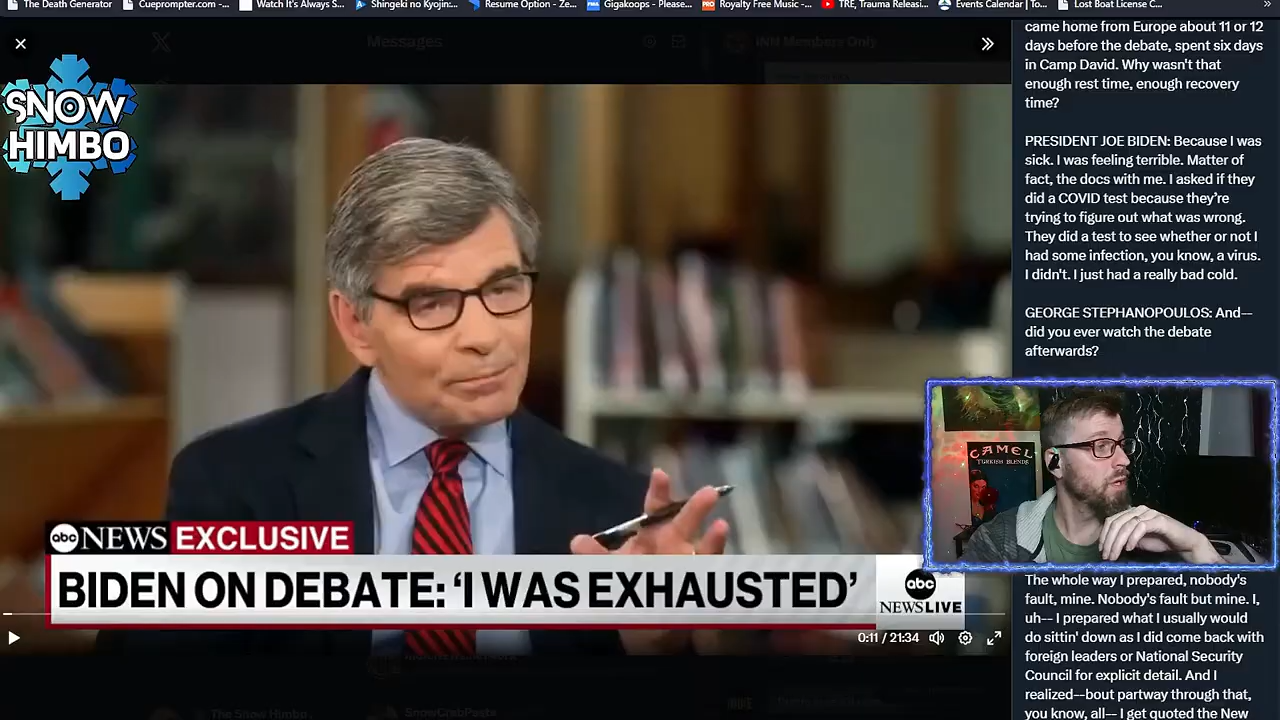 The Death Generator
Cueprompter.com -...
Watch It's Always S...
Shingeki no Kyojin:...
Resume Option - Ze...
Gigakoops - Please...
PRO
Royalty Free Music -...
TRE, Trauma Releasi...
Events Calendar | To...
Lost Boat License C...
Messages
INN Members Only
SNOW
HIMBO
came home from Europe about 11 or 12
days before the debate, spent six days
in Camp David. Why wasn't that
enough rest time, enough recovery
time?
PRESIDENT JOE BIDEN: Because I was
sick. I was feeling terrible. Matter of
fact, the docs with me. I asked if they
did a COVID test because they're
trying to figure out what was wrong.
They did a test to see whether or not I
had some infection, you know, a virus.
I didn't. I just had a really bad cold.
GEORGE STEPHANOPOULOS: And--
did you ever watch the debate
afterwards?
CAMEL
TURKISH BLENDS
abc NEWS EXCLUSIVE
BIDEN ON DEBATE: 'I WAS EXHAUSTED'
abc
NEWSLIVE
0:11 / 21:34
The whole way I prepared, nobody's
fault, mine. Nobody's fault but mine. I,
uh-- I prepared what I usually would
do sittin' down as I did come back with
foreign leaders or National Security
Council for explicit detail. And I
realized--bout partway through that,
you know, all-- I get quoted the New
The Snow Himbo
SnowCrabPaste